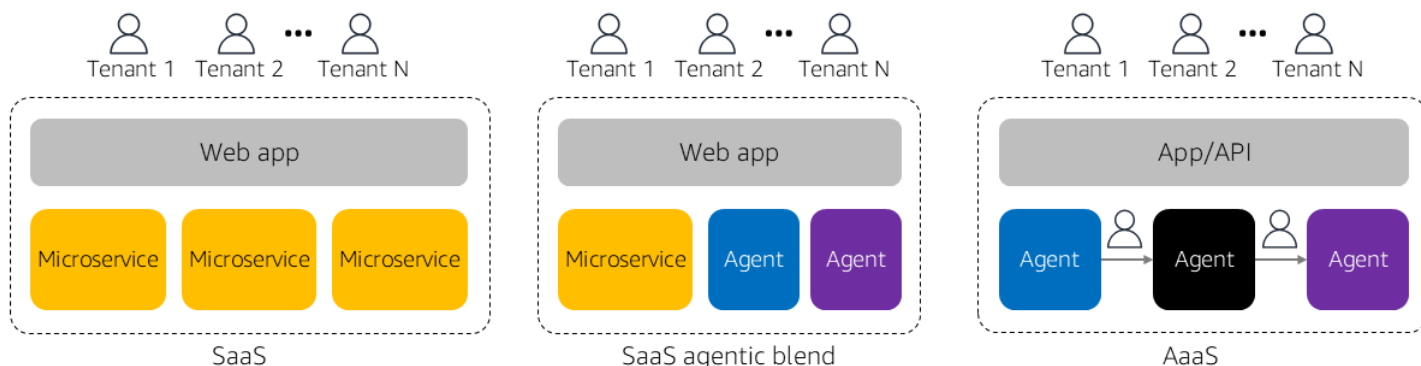 Tenant 1 Tenant 2 ••• Tenant N
Web app
Microservice Microservice Microservice
SaaS
Tenant 1 Tenant 2 ••• Tenant N
Web app
Microservice Agent Agent
SaaS agentic blend
Tenant 1 Tenant 2 ••• Tenant N
App/API
Agent Agent Agent
AaaS